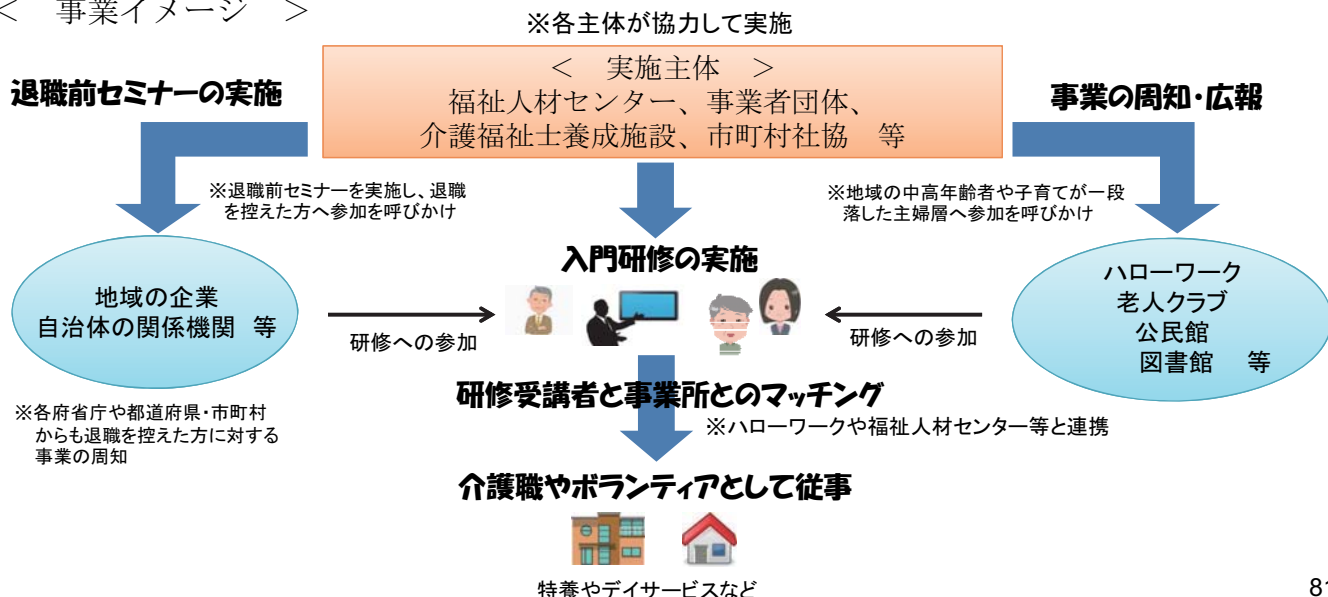 ＜　事業イメージ　＞
※各主体が協力して実施
＜　実施主体　＞
福祉人材センター、事業者団体、
介護福祉士養成施設、市町村社協　等
退職前セミナーの実施
事業の周知・広報
※退職前セミナーを実施し、退職
を控えた方へ参加を呼びかけ
※地域の中高年齢者や子育てが一段
落した主婦層へ参加を呼びかけ
入門研修の実施
地域の企業
自治体の関係機関　等
研修への参加
研修への参加
ハローワーク
老人クラブ
公民館
図書館　等
※各府省庁や都道府県・市町村
からも退職を控えた方に対する
事業の周知
研修受講者と事業所とのマッチング
※ハローワークや福祉人材センター等と連携
介護職やボランティアとして従事
特養やデイサービスなど
81